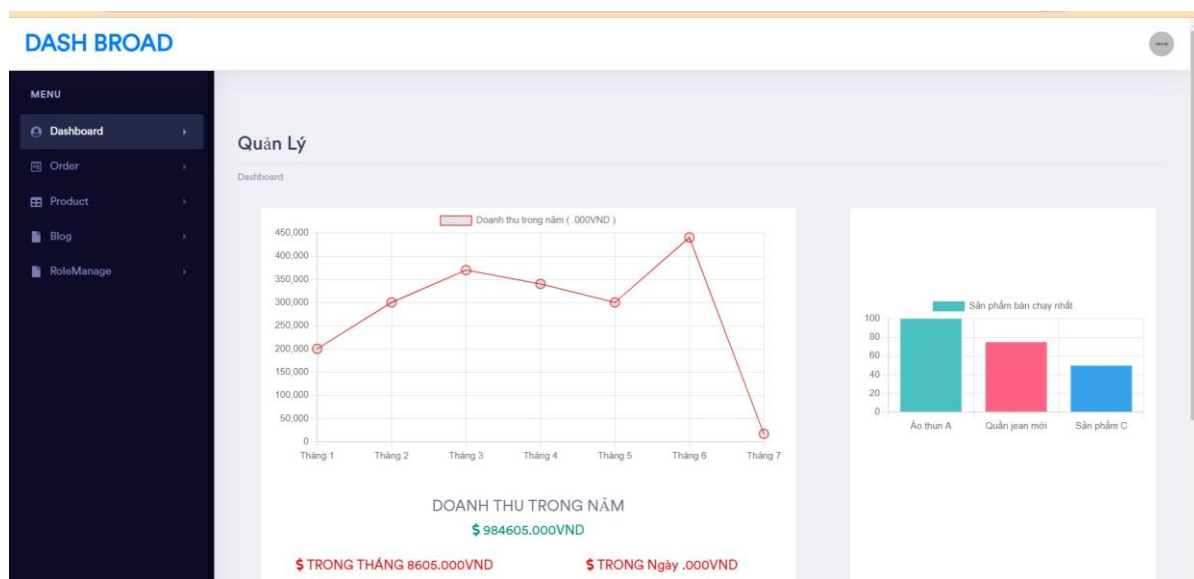 DASH BROAD
MENU
Dashboard
Order
Product
Blog
RoleManage
Quản Lý
Dashboard
Doanh thu trong năm ( .000VND )
450,000
400,000
350,000
300,000
250,000
200,000
150,000
100,000
50,000
0
Tháng 1 Tháng 2 Tháng 3 Tháng 4 Tháng 5 Tháng 6 Tháng 7
DOANH THU TRONG NĂM
$ 984605.000VND
$ TRONG THÁNG 8605.000VND $ TRONG Ngày .000VND
Sản phẩm bán chạy nhất
100
80
60
40
20
0
Áo thun A Quần jean mới Sản phẩm C